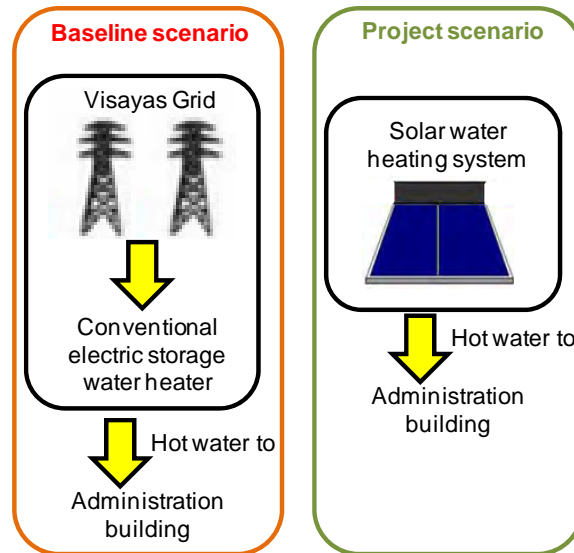 Baseline scenario
Visayas Grid
Conventional
electric storage
water heater
Hot water to
Administration
building
Project scenario
Solar water
heating system
Hot water to
Administration
building